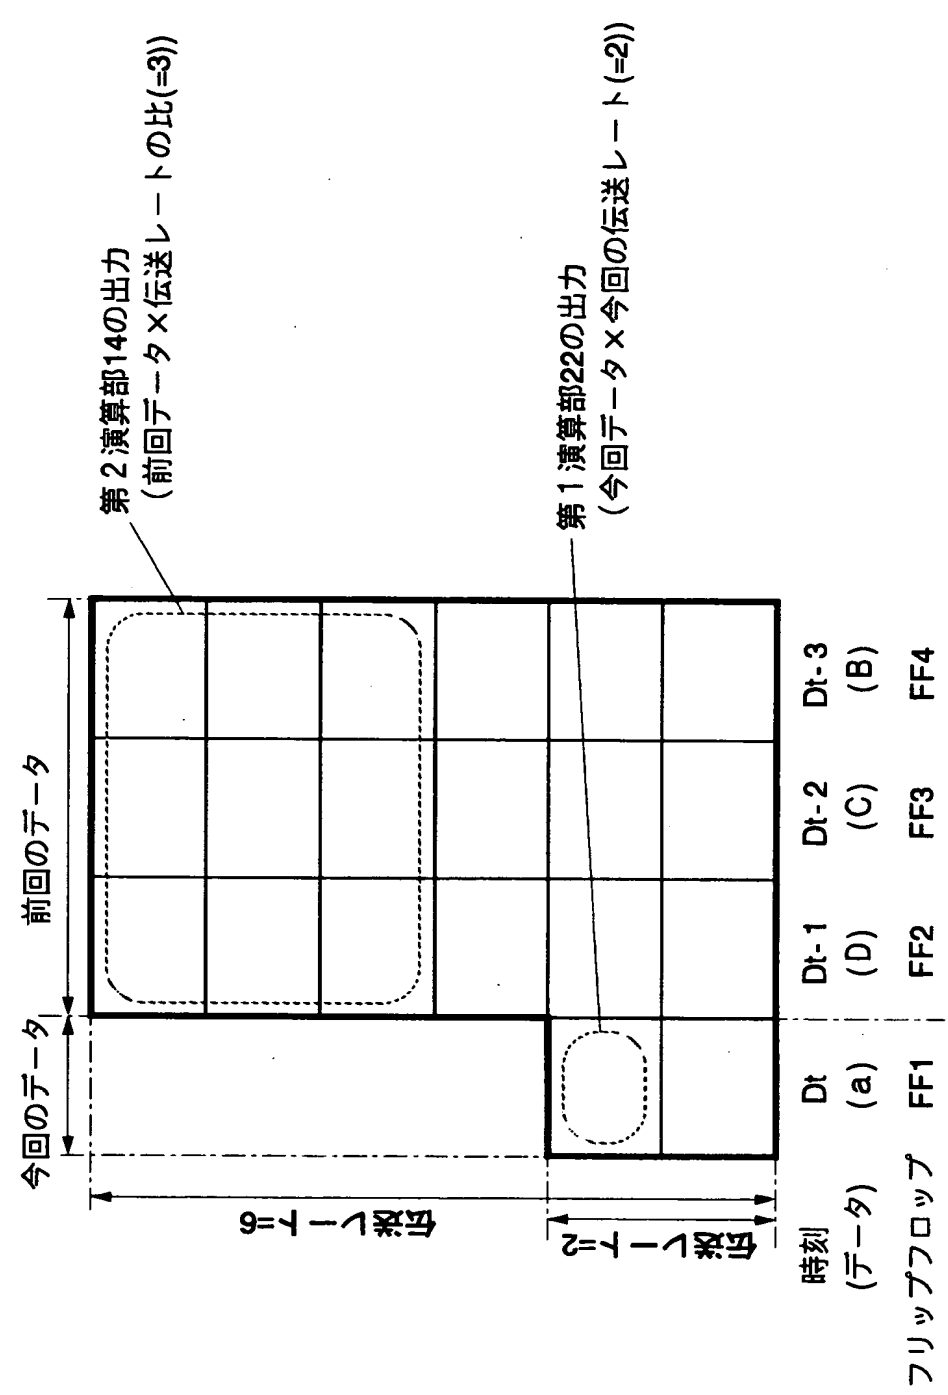 今回のデータ
前回のデータ
伝送レート=6
伝送レート=2
第2演算部14の出力
(前回データ×伝送レートの比(=3))
第1演算部22の出力
(今回データ×今回の伝送レート(=2))
時刻 Dt Dt-1 Dt-2 Dt-3
(データ) (a) (D) (C) (B)
フリップフロップ FF1 FF2 FF3 FF4